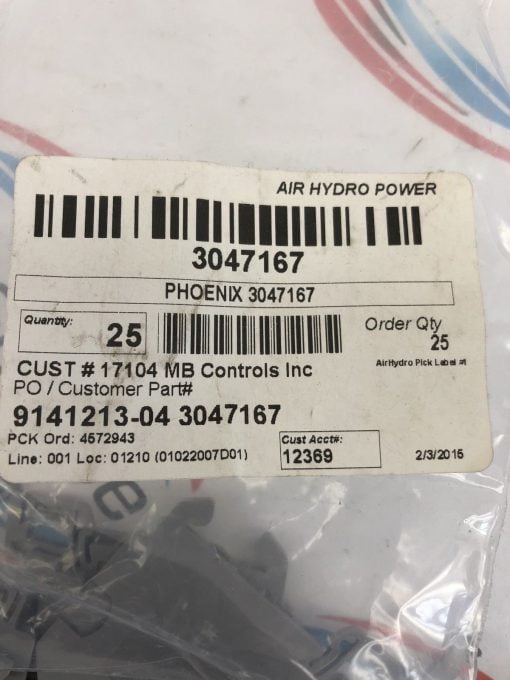 AIR HYDRO POWER
3047167
PHOENIX 3047167
Quantity: 25
Order Qty
25
AirHydro Pick Label #1
CUST # 17104 MB Controls Inc
PO / Customer Part#
9141213-04 3047167
PCK Ord: 4572943
Cust Acct#:
Line: 001 Loc: 01210 (01022007D01)
12369
2/3/2015